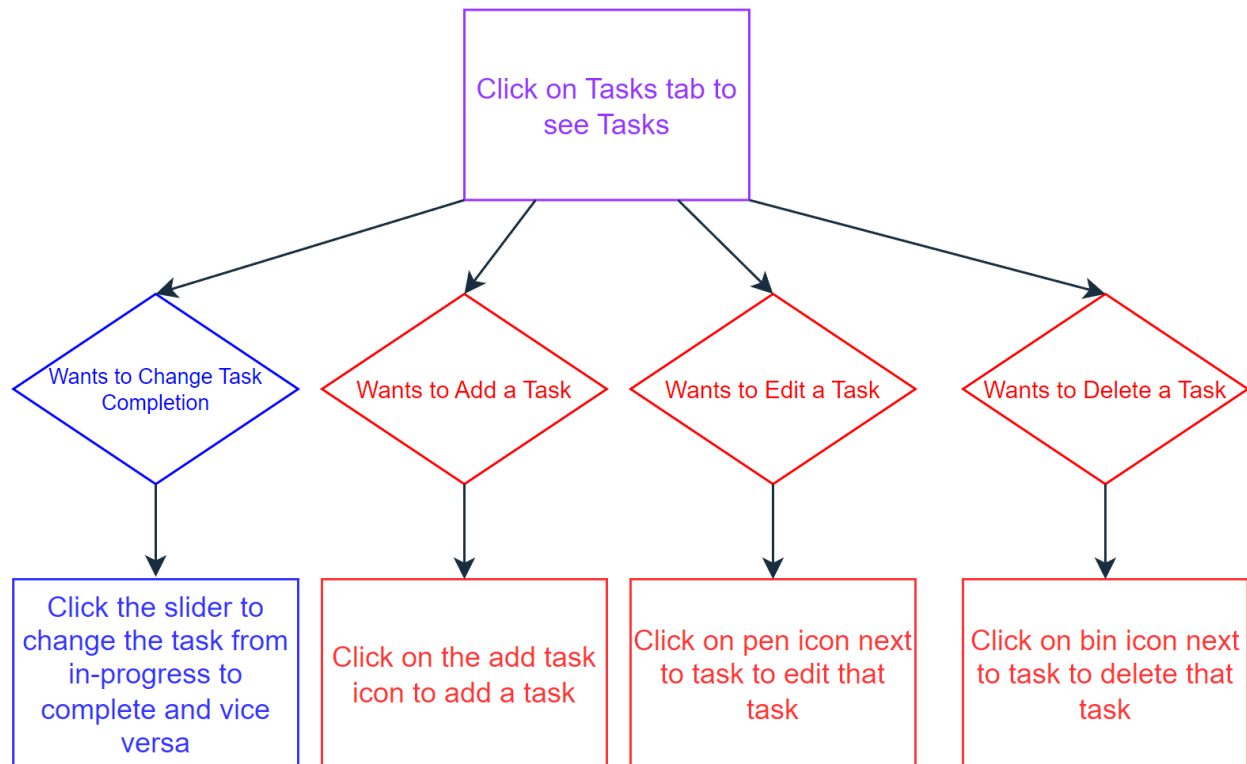 Click on Tasks tab to
see Tasks
Wants to Change Task
Completion
Wants to Add a Task
Wants to Edit a Task
Wants to Delete a Task
Click the slider to
change the task from
in-progress to
complete and vice
versa
Click on the add task
icon to add a task
Click on pen icon next
to task to edit that
task
Click on bin icon next
to task to delete that
task